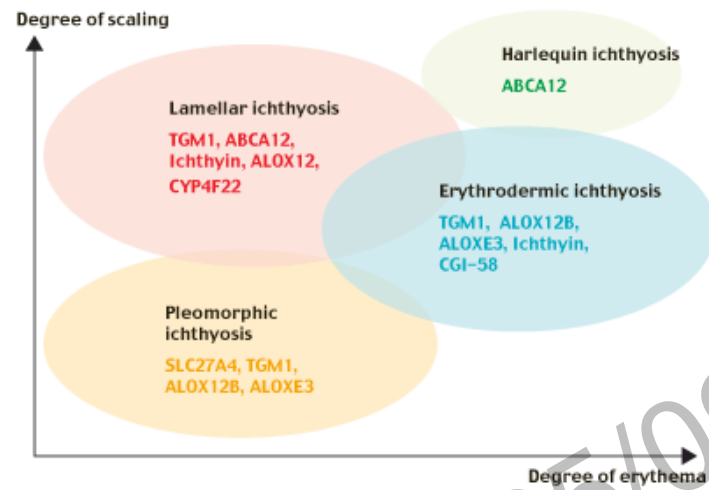 Degree of scaling
Harlequin ichthyosis
ABCA12
Lamellar ichthyosis
TGM1, ABCA12,
Ichthyin, ALOX12,
CYP4F22
Erythrodermic ichthyosis
TGM1, ALOX12B,
ALOXE3, Ichthyin,
CGI-58
Pleomorphic
ichthyosis
SLC27A4, TGM1,
ALOX12B, ALOXE3
Degree of erythema